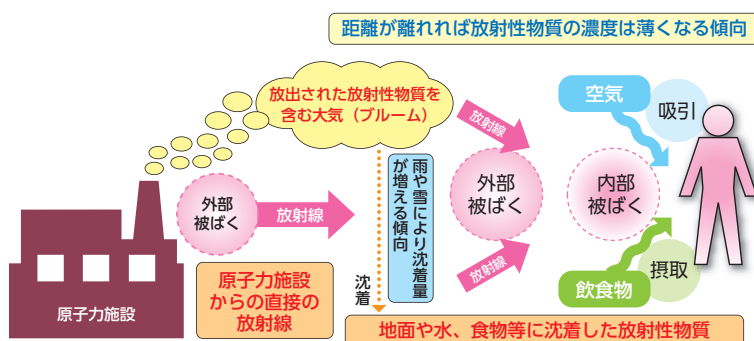 距離が離れれば放射性物質の濃度は薄くなる傾向
放出された放射性物質を
含む大気（プルーム）
放射線
空気
吸引
外部
被ばく
放射線
雨や雪により沈着量
が増える傾向
外部
被ばく
内部
被ばく
原子力施設
原子力施設
からの直接の
放射線
沈着
放射線
飲食物
摂取
地面や水、食物等に沈着した放射性物質